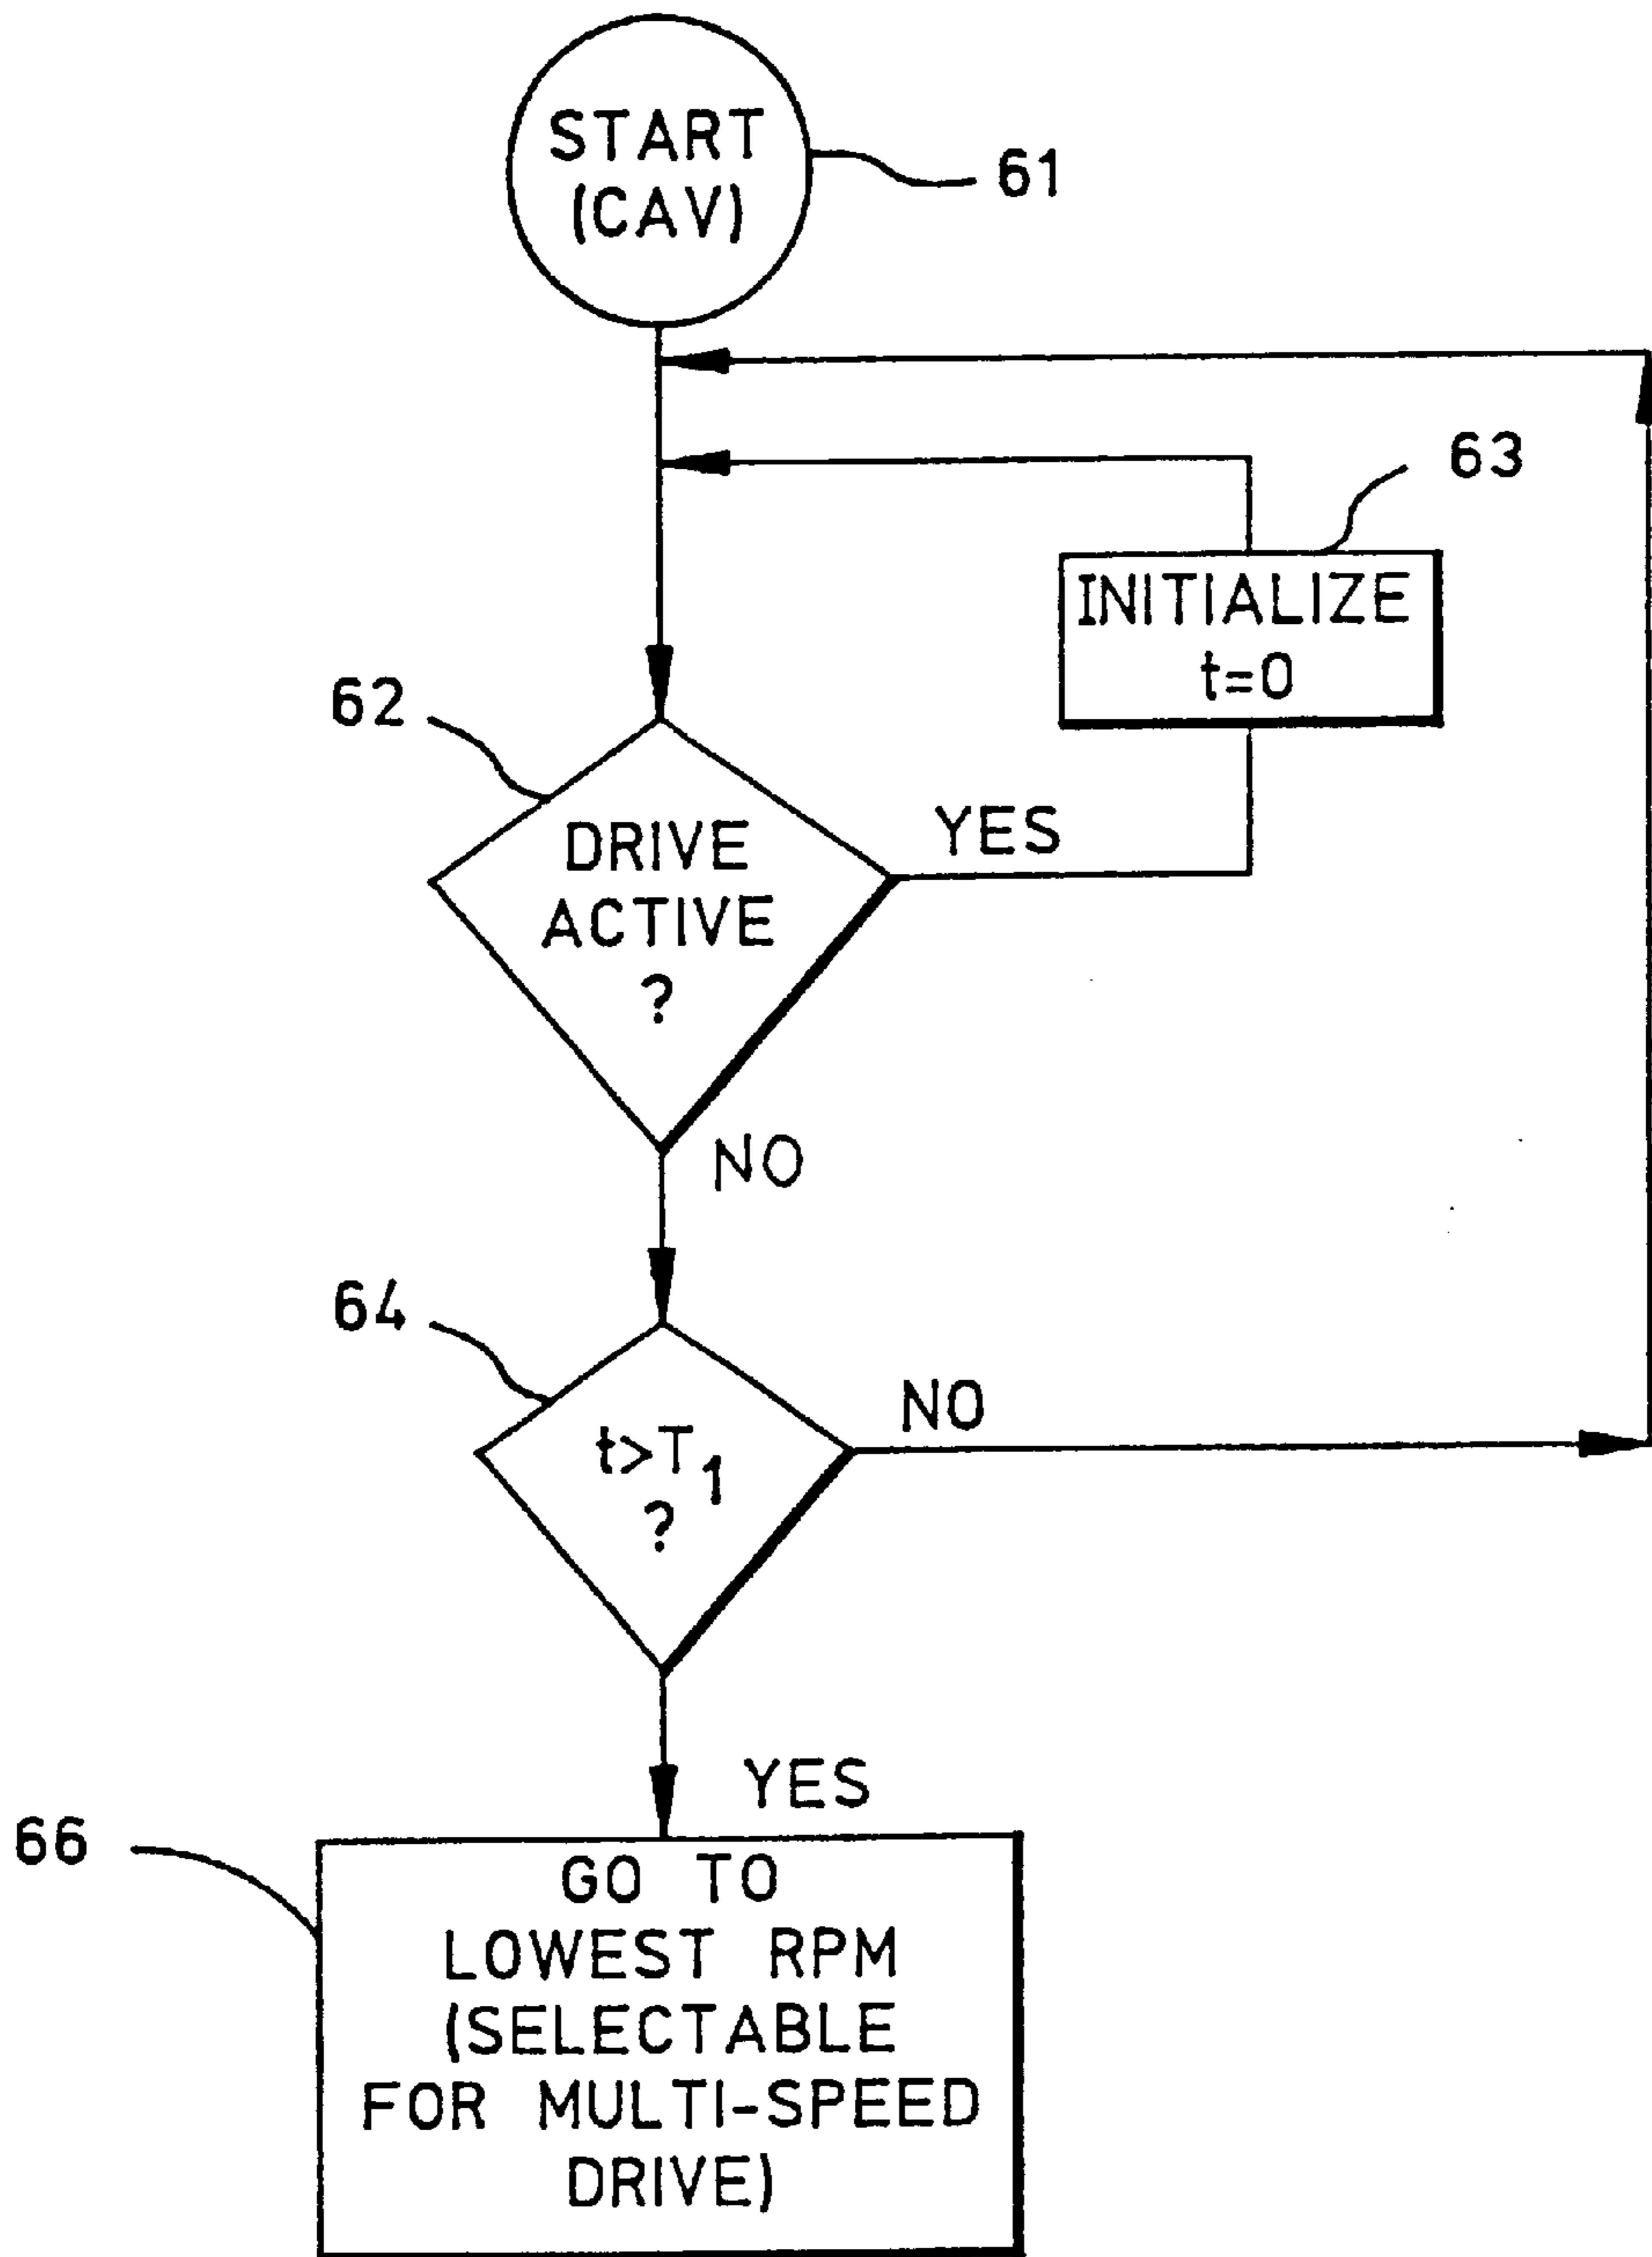 START
(CAV)
61
63
INITIALIZE
t=0
62
DRIVE
ACTIVE
?
YES
NO
64
t>T1
?
NO
YES
66
GO TO
LOWEST RPM
(SELECTABLE
FOR MULTI-SPEED
DRIVE)